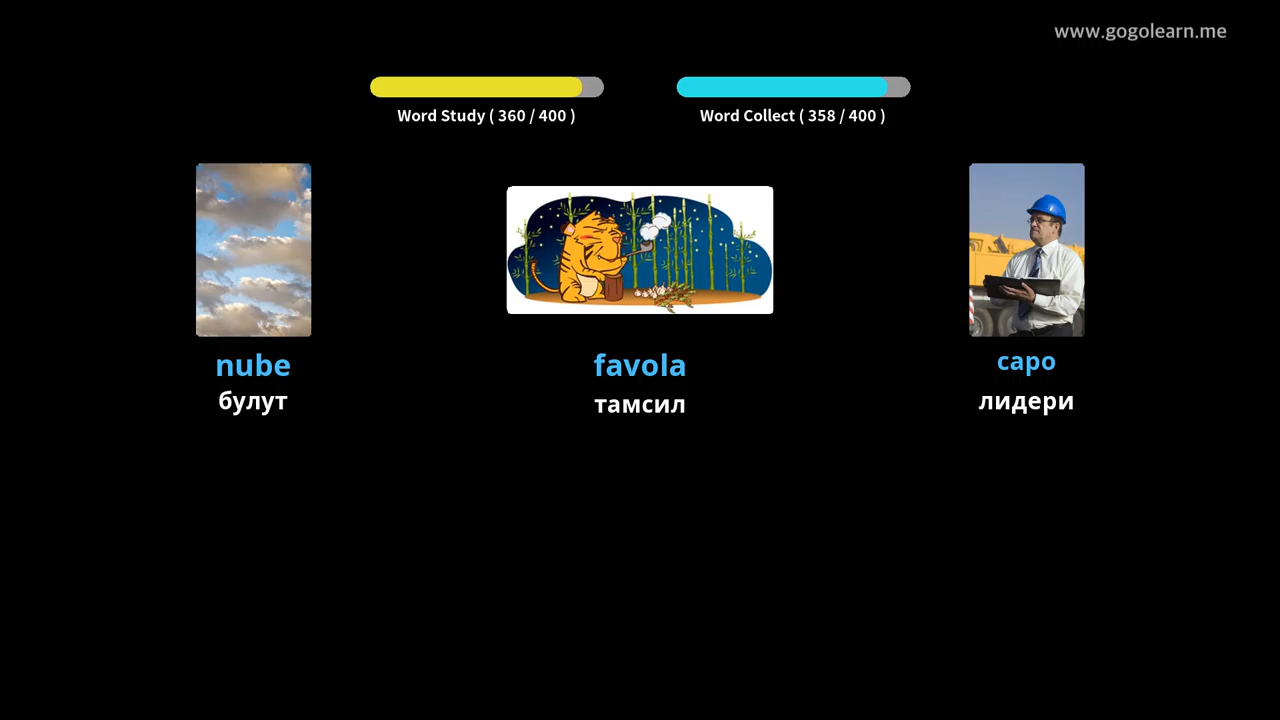 www.gogolearn.me
Word Study ( 360 / 400 )
Word Collect ( 358 / 400 )
nube
favola
capo
булут
тамсил
лидери